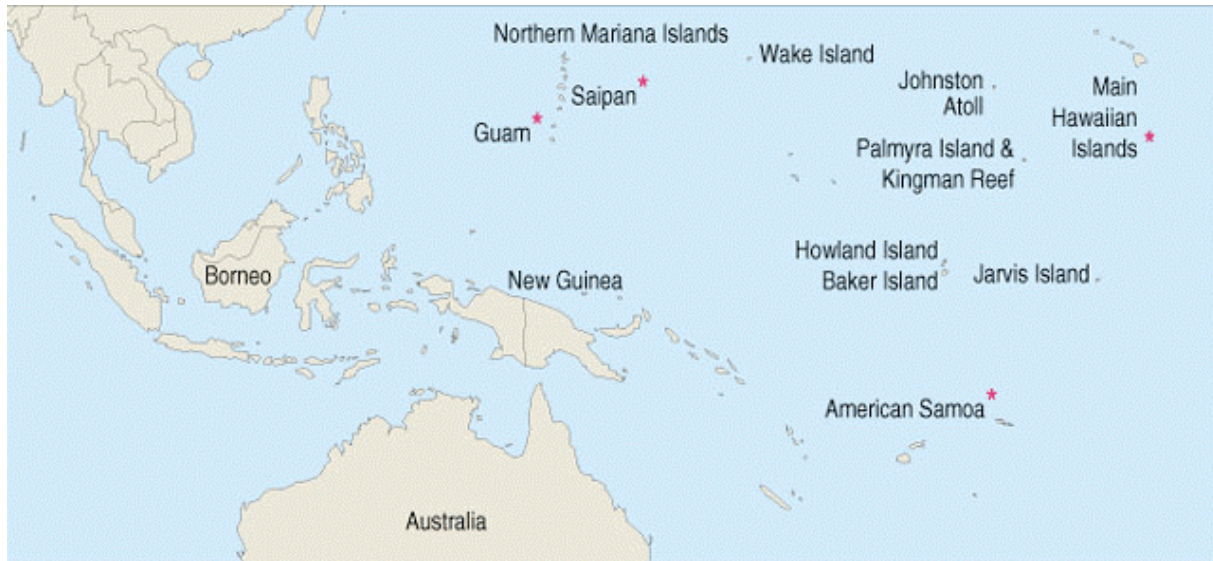 Northern Mariana Islands
Wake Island
Saipan*
Guam*
Johnston
Atoll
Main
Hawaiian
Islands*
Palmyra Island &
Kingman Reef
Howland Island
Baker Island
Jarvis Island
Borneo
New Guinea
American Samoa*
Australia